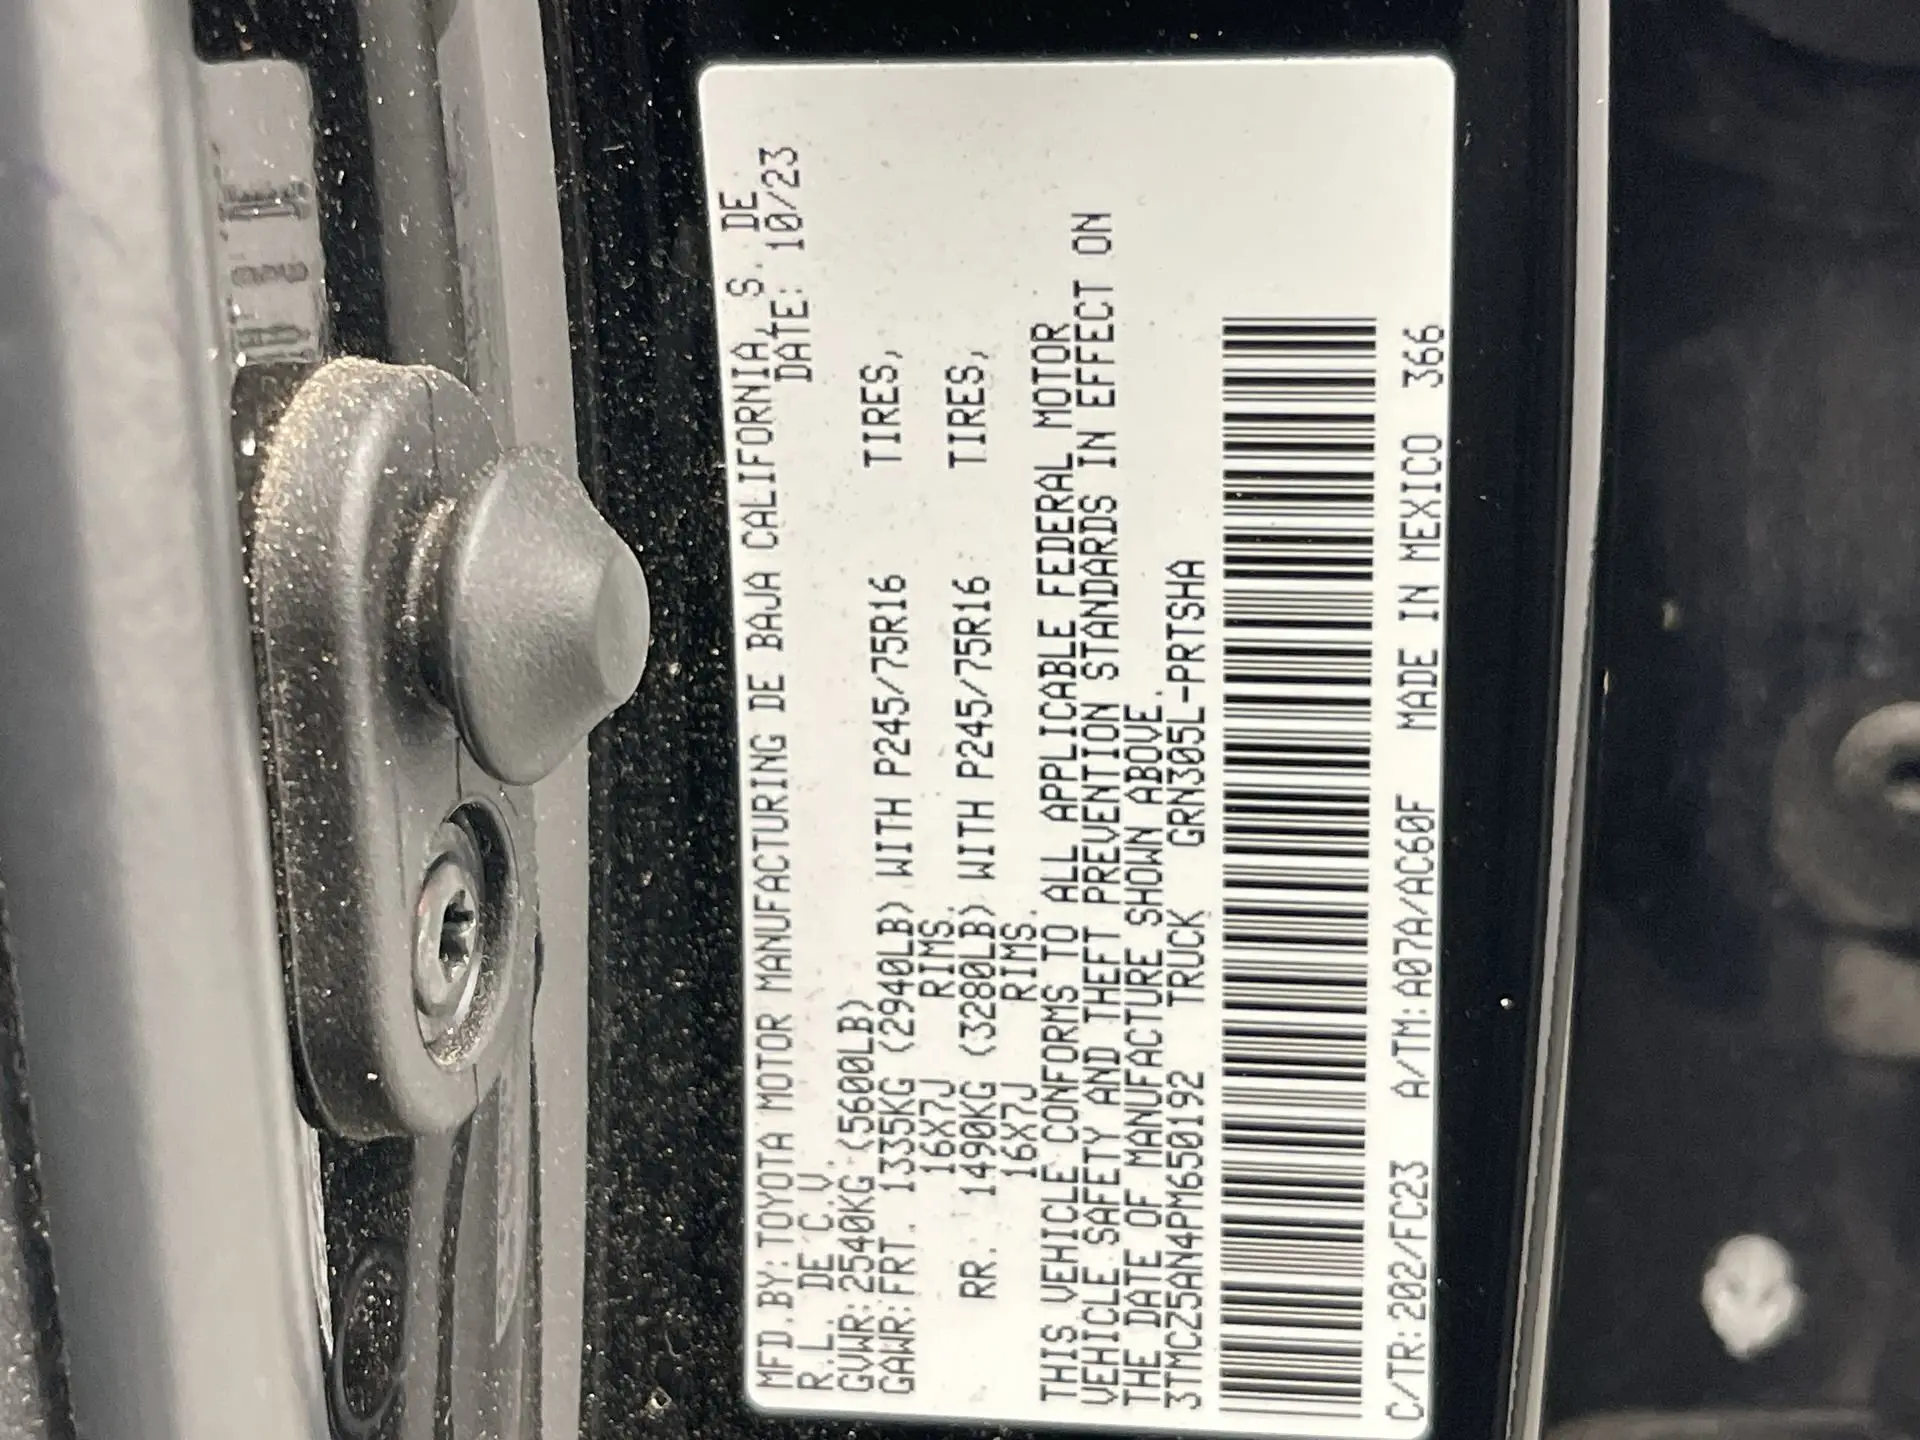 MFD.BY:TOYOTA MOTOR MANUFACTURING DE BAJA CALIFORNIA, S. DE
R.L. DE C.V. DATE: 10/23
GVWR:2540KG (5600LB)
GAWR:FRT. 1335KG (2940LB) WITH P245/75R16 TIRES,
16X7J RIMS.
RR. 1490KG (3280LB) WITH P245/75R16 TIRES,
16X7J RIMS.
THIS VEHICLE CONFORMS TO ALL APPLICABLE FEDERAL MOTOR
VEHICLE SAFETY AND THEFT PREVENTION STANDARDS IN EFFECT ON
THE DATE OF MANUFACTURE SHOWN ABOVE.
3TMCZ5AN4PM650192 TRUCK GRN305L-PRTSHA
C/TR:202/FC23 A/TM:A07A/AC60F MADE IN MEXICO 366